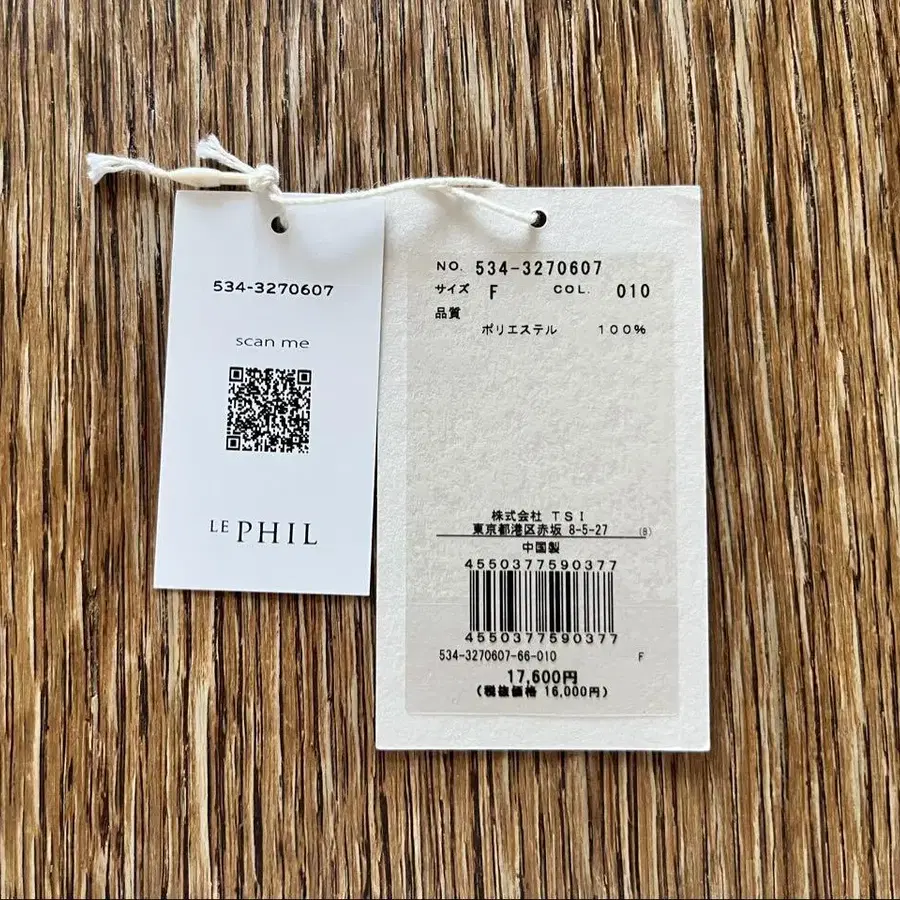 534-3270607
scan me
LE PHIL
NO. 534-3270607
サイズ F COL. 010
品質
ポリエステル 100%
株式会社 TSI
東京都港区赤坂 8-5-27 (B)
中国製
4550377590377
4550377590377
534-3270607-66-010 F
17,600円
(税抜価格 16,000円)